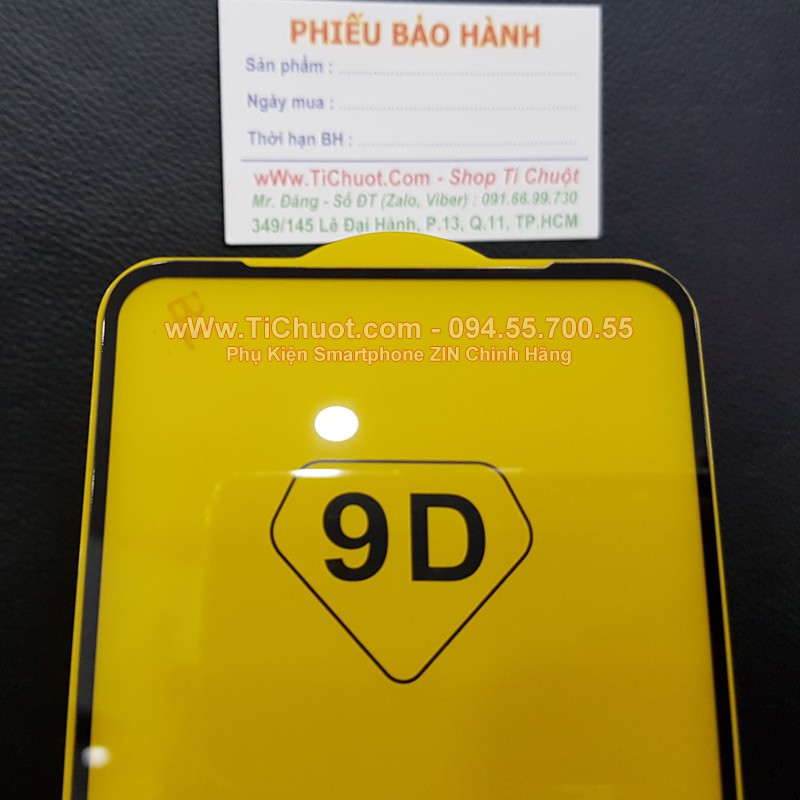 PHIẾU BẢO HÀNH
Sản phẩm : ........................................
Ngày mua : ........................................
Thời hạn BH : ....................................
wWw.TiChuot.Com - Shop Tí Chuột
Mr. Đăng - Số ĐT (Zalo, Viber) : 091.66.99.730
349/145 Lê Đại Hành, P.13, Q.11, TP.HCM
wWw.TiChuot.com - 094.55.700.55
Phụ Kiện Smartphone ZIN Chính Hãng
9D